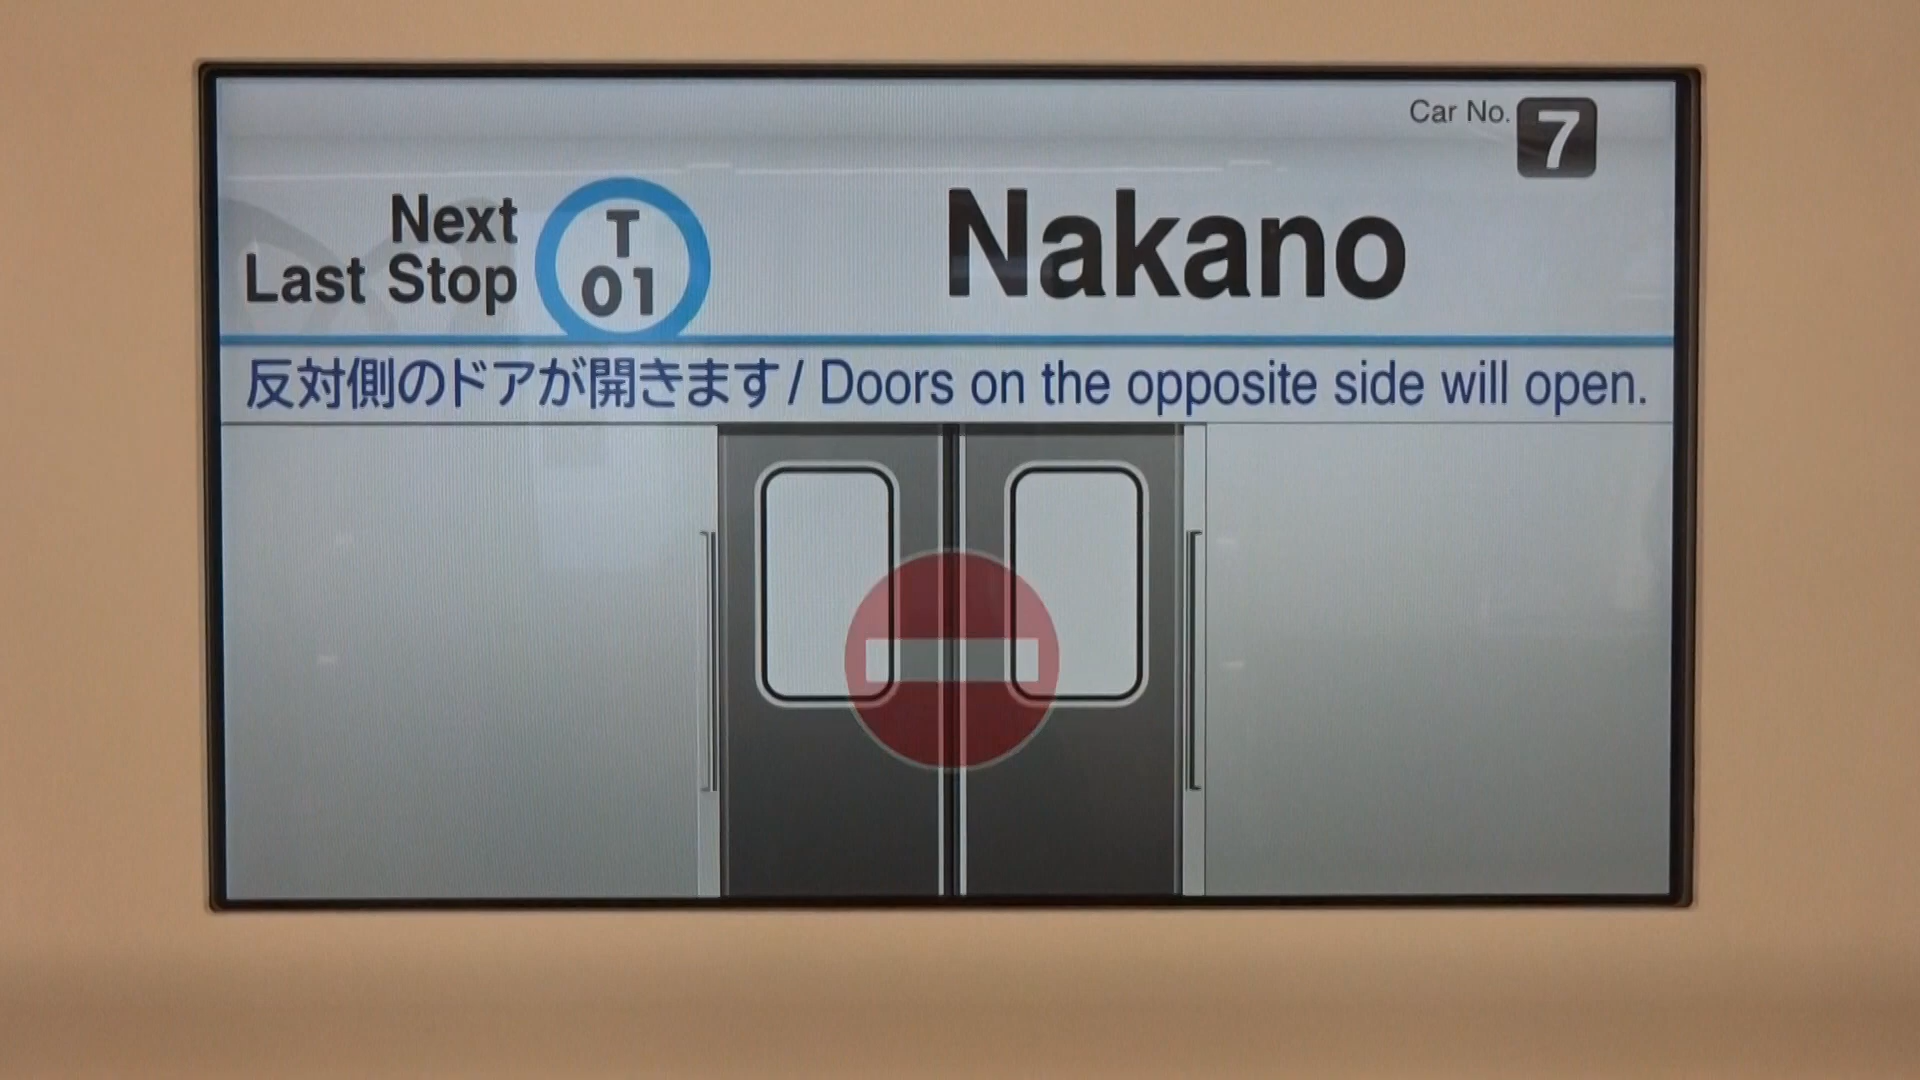 Car No. 7
Next
Last Stop
T
01
Nakano
反対側のドアが開きます / Doors on the opposite side will open.